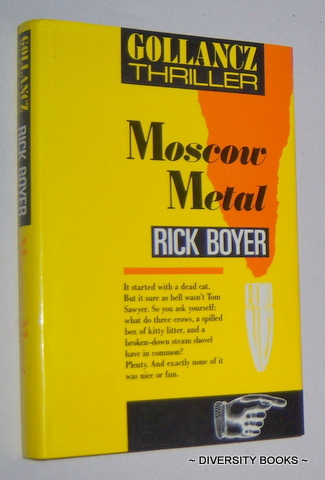 GOLLANCZ
THRILLER
Moscow
Metal
RICK BOYER
It started with a dead cat.
But it sure as hell wasn't Tom
Sawyer. So you ask yourself:
what do three crows, a spilled
box of kitty litter, and a
broken-down steam shovel
have in common?
Plenty. And exactly none of it
was nice or fun.
GOLLANCZ
RICK BOYER
~ DIVERSITY BOOKS ~